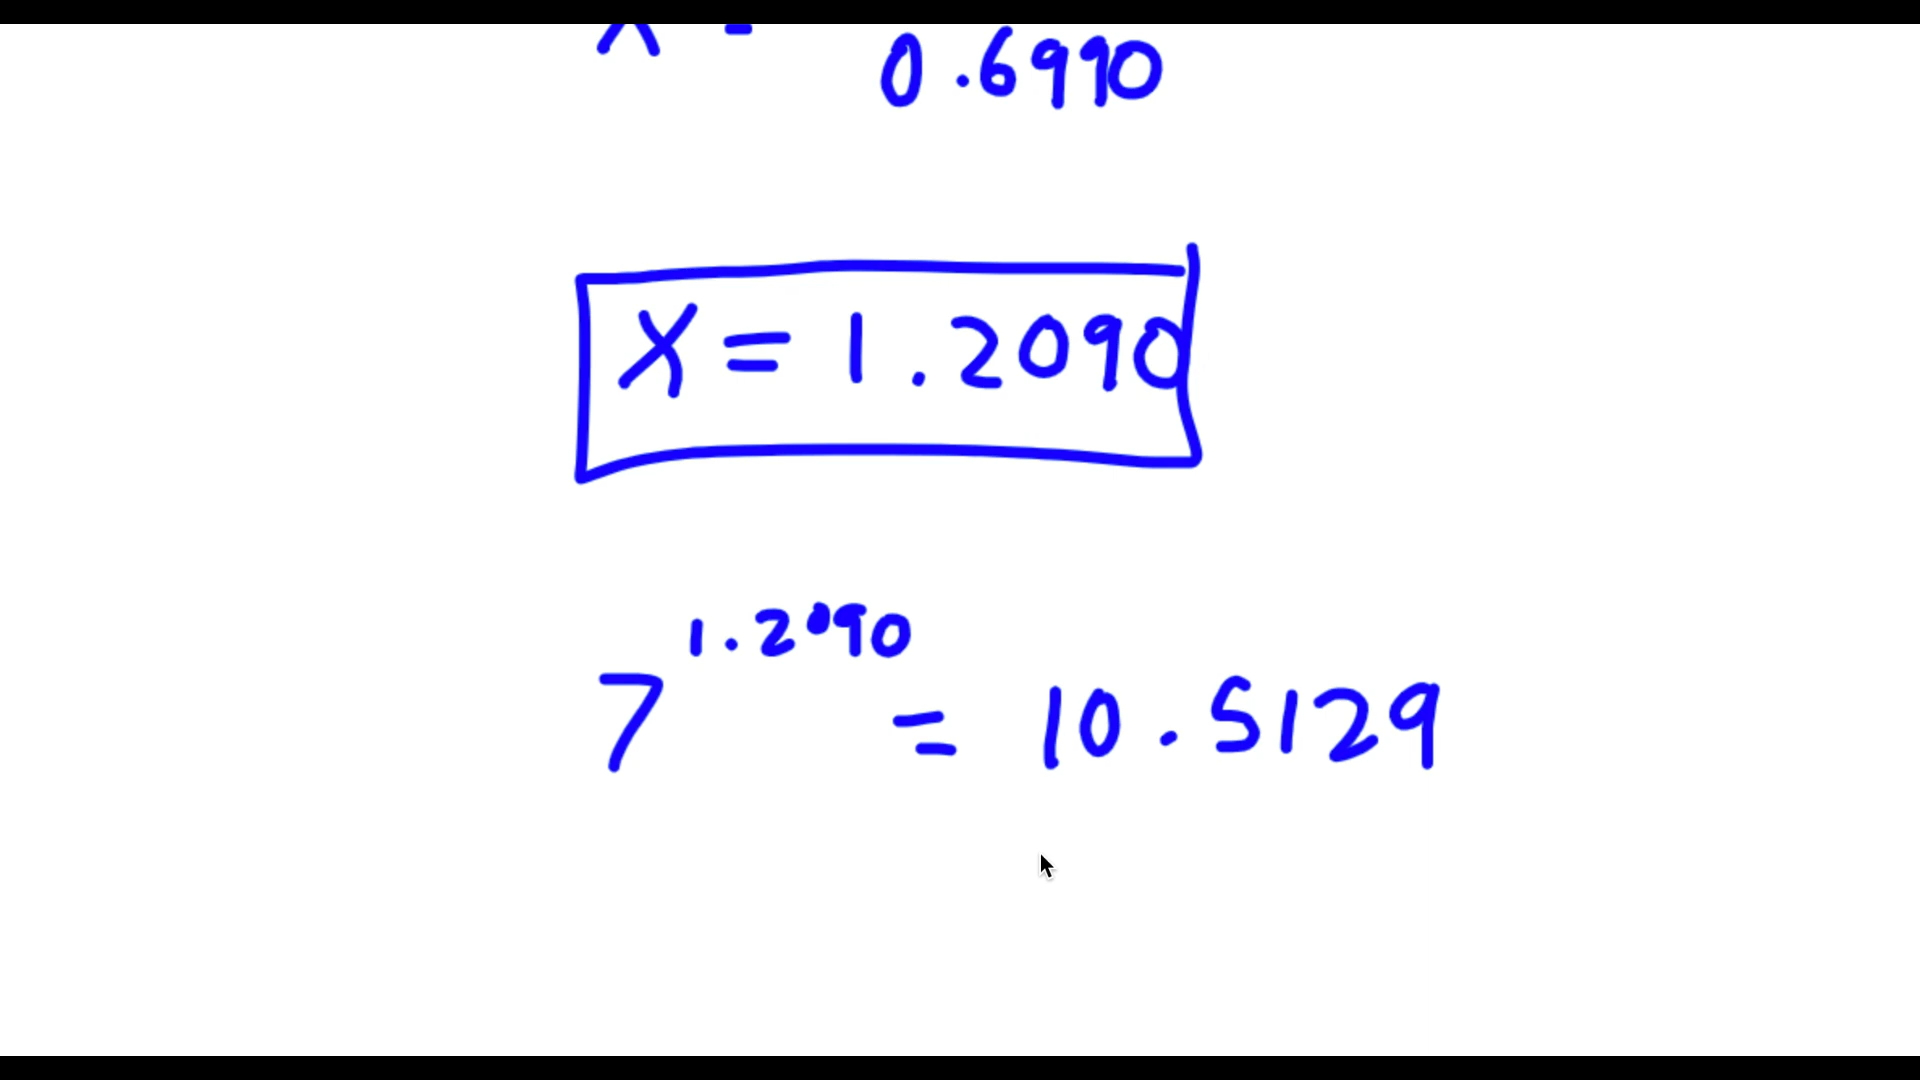 X =
0.6990
X = 1.2090
7^1.2090 = 10.5129